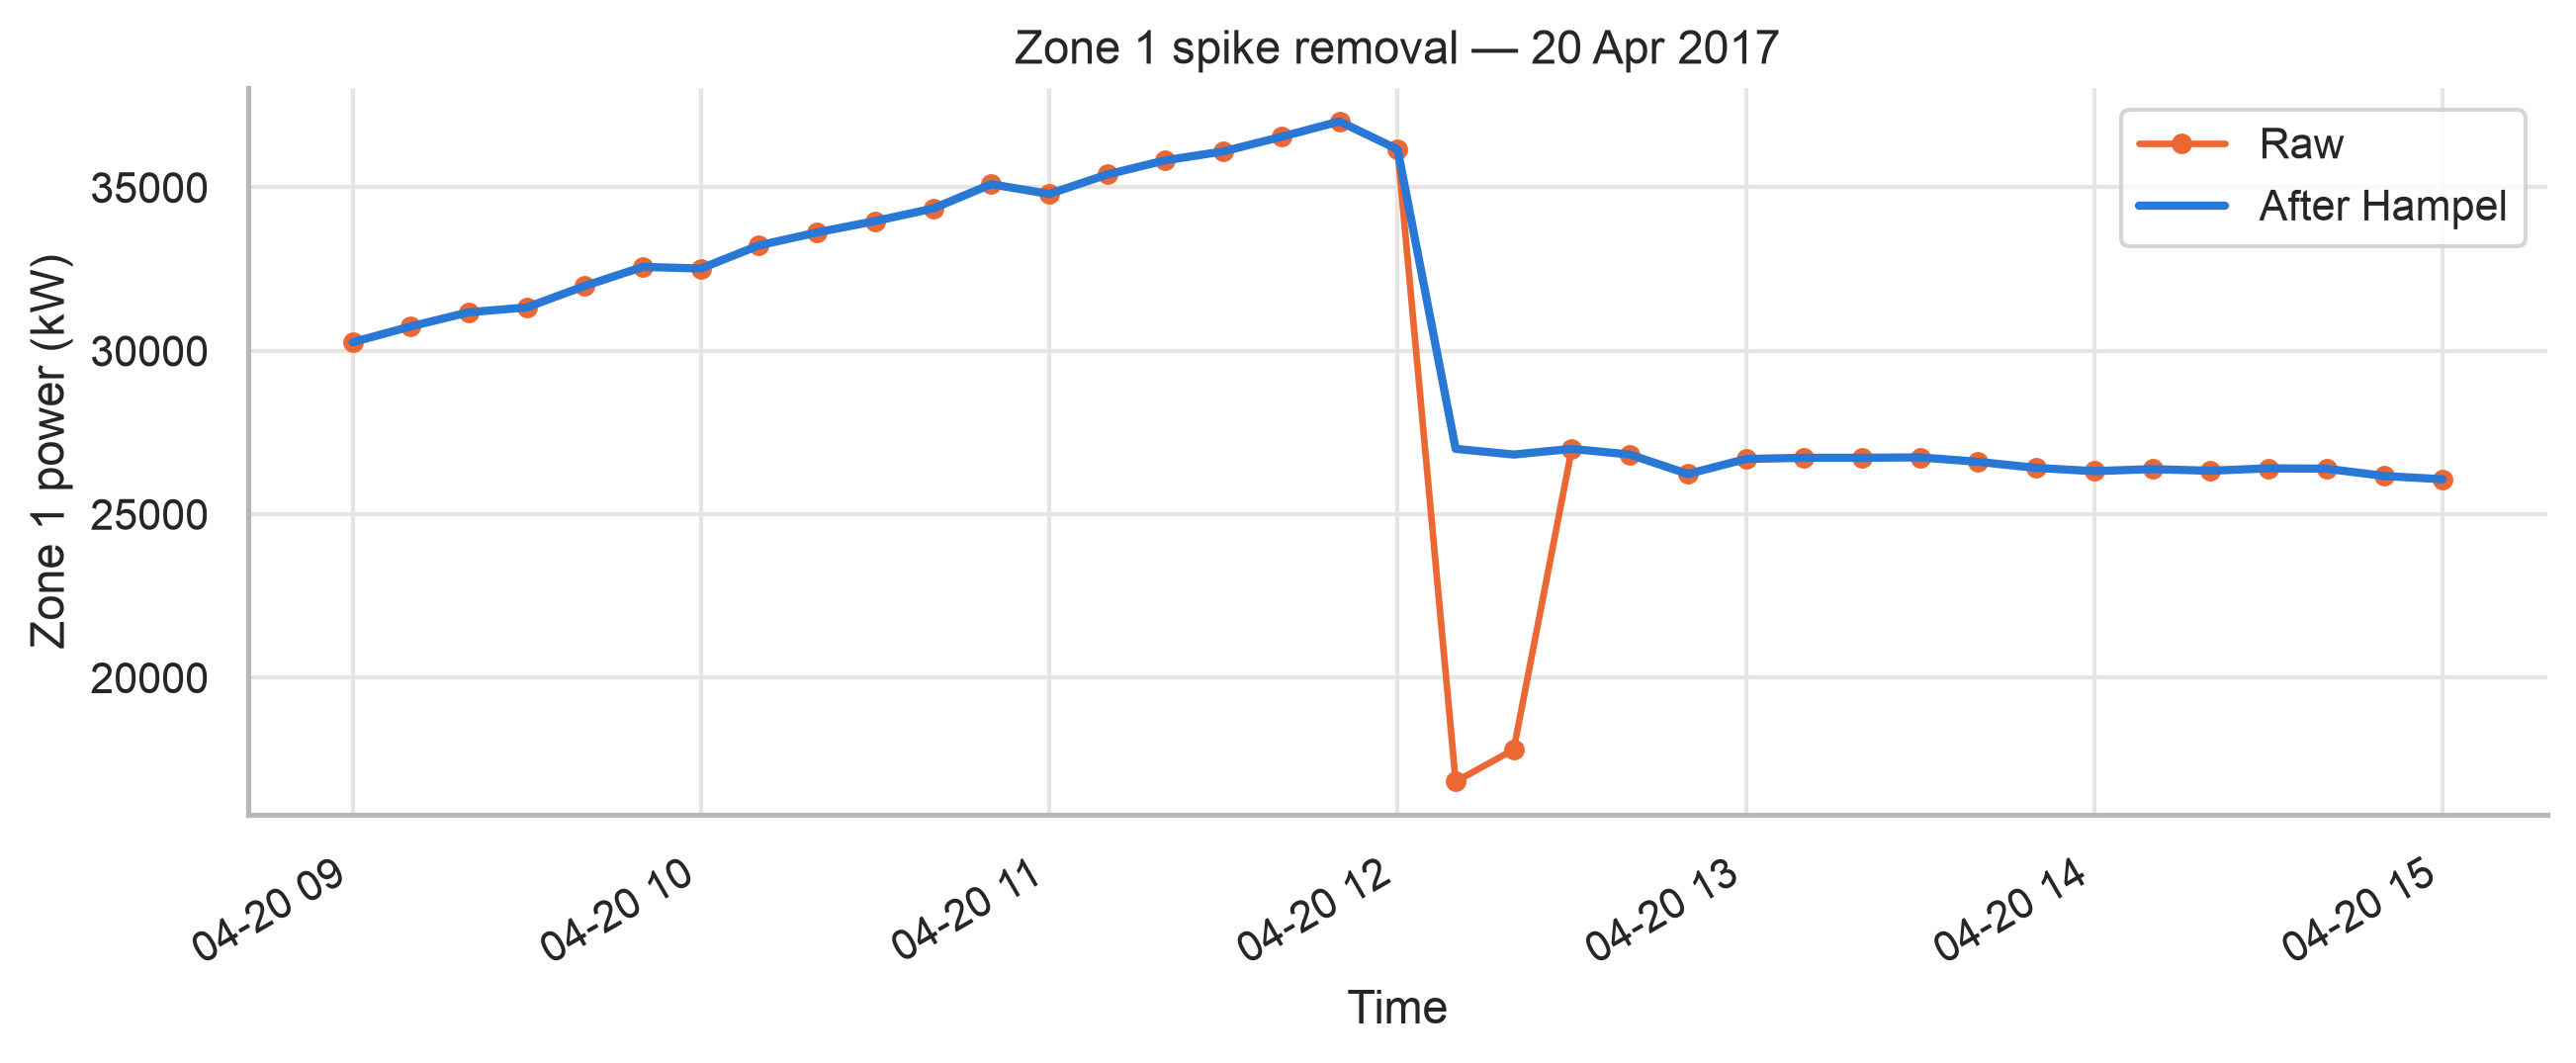 Zone 1 spike removal — 20 Apr 2017
Raw
After Hampel
Zone 1 power (kW)
35000
30000
25000
20000
04-20 09
04-20 10
04-20 11
04-20 12
04-20 13
04-20 14
04-20 15
Time